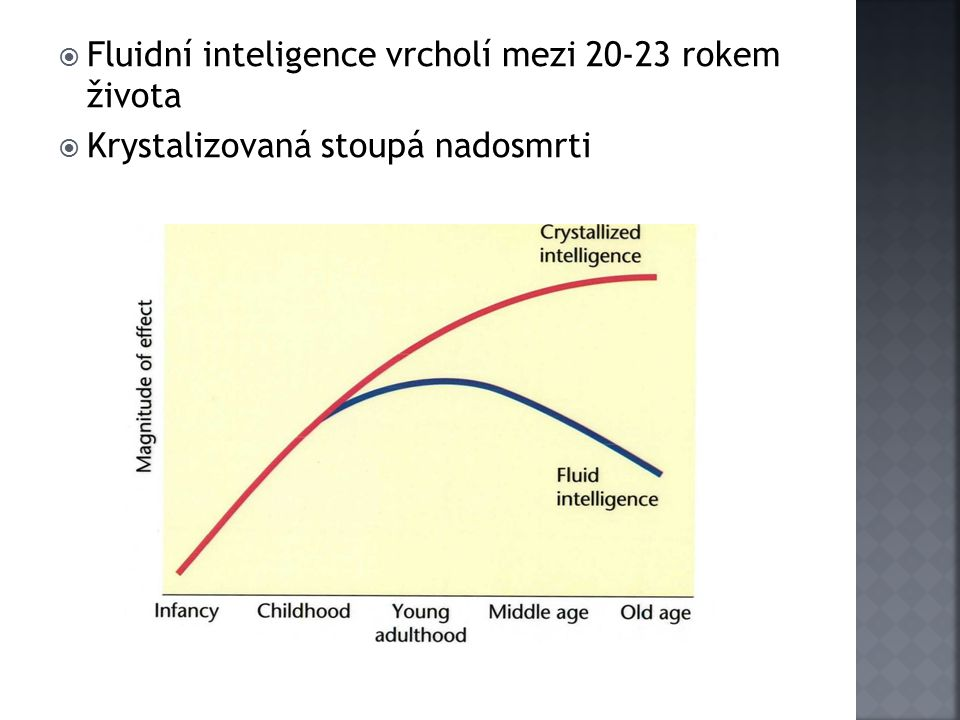 Fluidní inteligence vrcholí mezi 20-23 rokem
života
Krystalizovaná stoupá nadosmrti
Crystallized
intelligence
Magnitude of effect
Fluid
intelligence
Infancy Childhood Young adulthood Middle age Old age